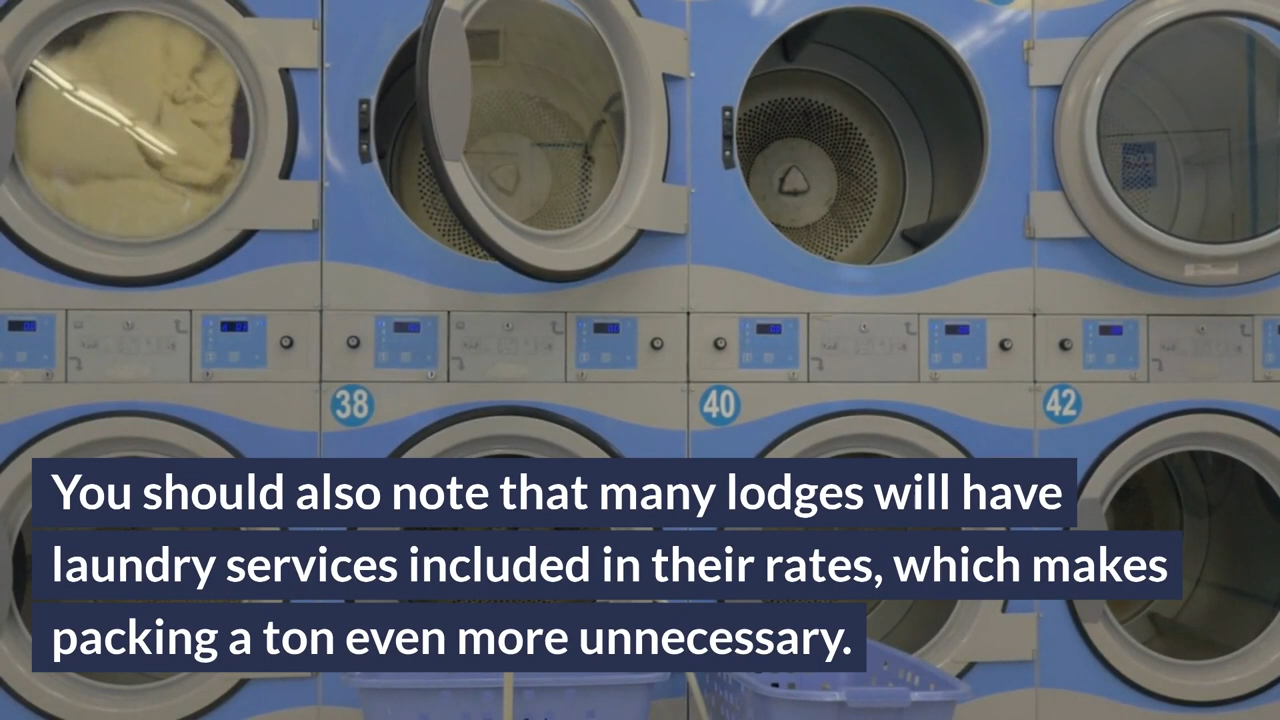 38
40
42
You should also note that many lodges will have
laundry services included in their rates, which makes
packing a ton even more unnecessary.